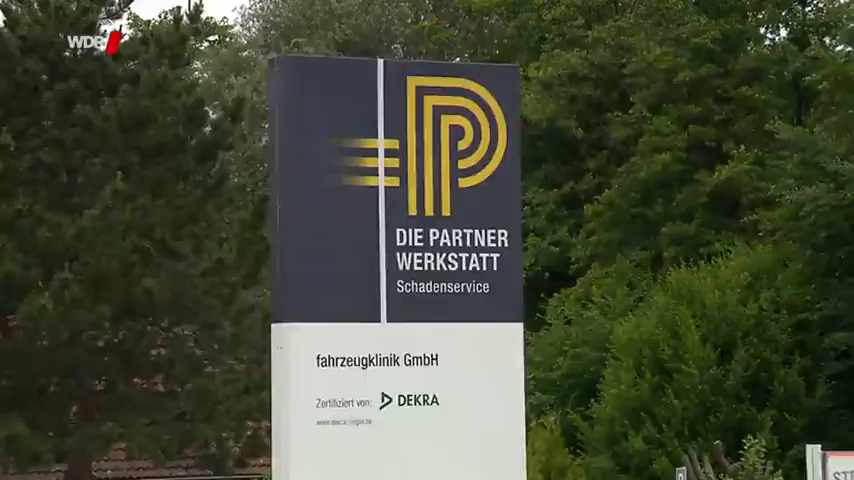 WDR
DIE PARTNER
WERKSTATT
Schadenservice
fahrzeugklinik GmbH
Zertifiziert von: DEKRA